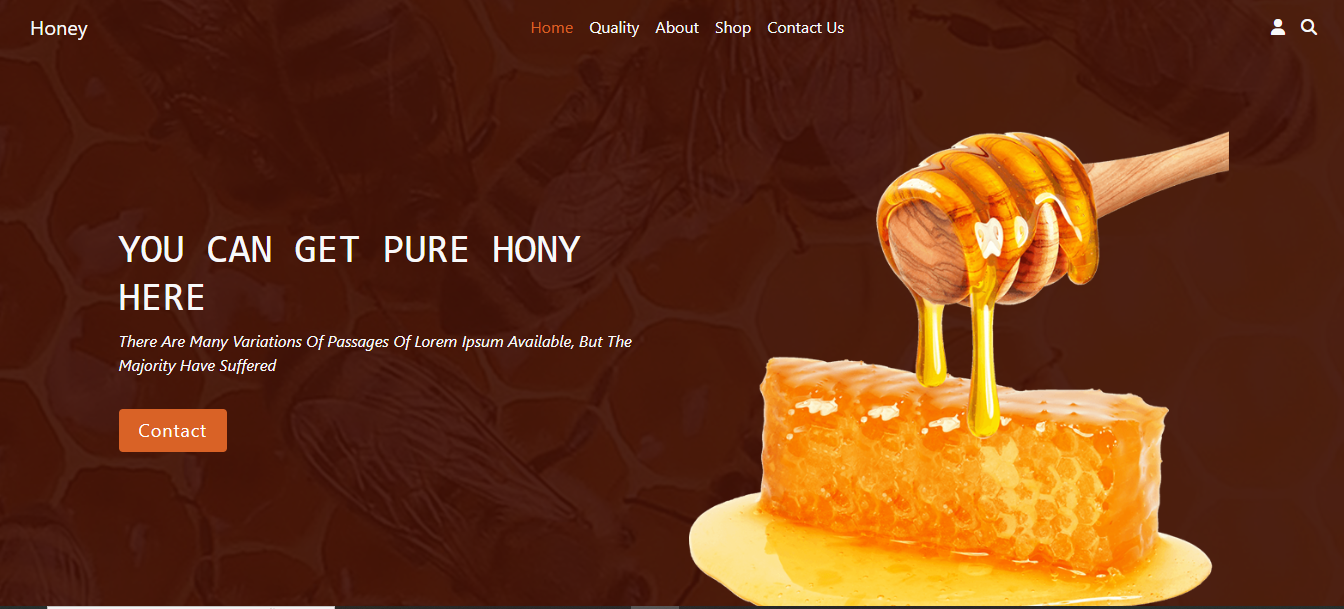 Honey
Home Quality About Shop Contact Us
YOU CAN GET PURE HONY
HERE
There Are Many Variations Of Passages Of Lorem Ipsum Available, But The
Majority Have Suffered
Contact